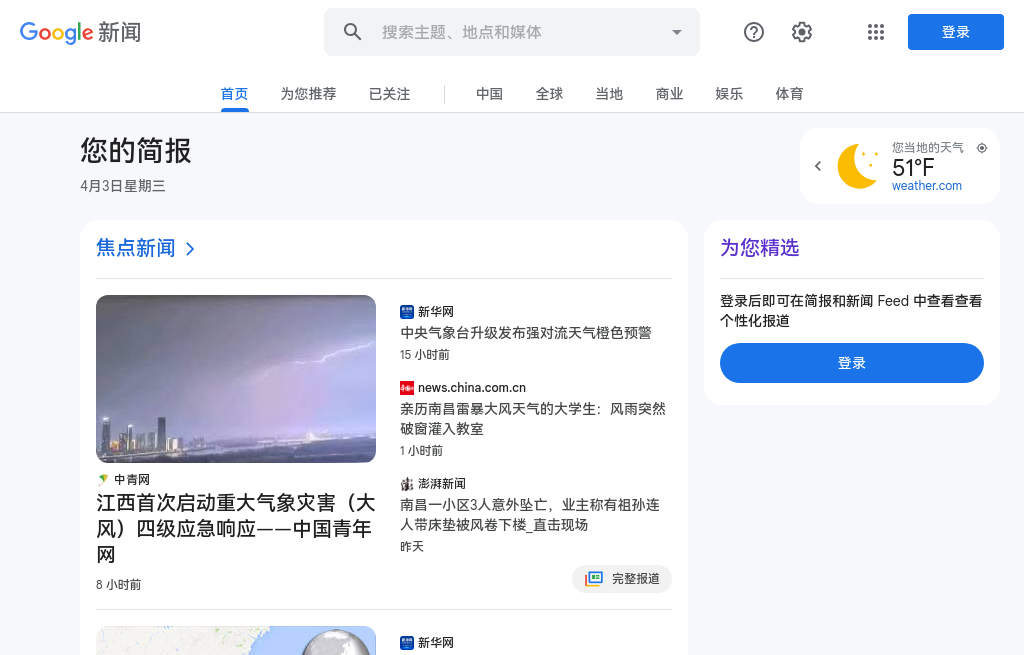 Google 新闻
搜索主题、地点和媒体
登录
首页
为您推荐
已关注
中国
全球
当地
商业
娱乐
体育
您的简报
4月3日星期三
您当地的天气
51°F
weather.com
焦点新闻
中青网
江西首次启动重大气象灾害（大
风）四级应急响应——中国青年
网
8 小时前
新华网
中央气象台升级发布强对流天气橙色预警
15 小时前
news.china.com.cn
亲历南昌雷暴大风天气的大学生：风雨突然
破窗灌入教室
1 小时前
澎湃新闻
南昌一小区3人意外坠亡，业主称有祖孙连
人带床垫被风卷下楼_直击现场
昨天
完整报道
新华网
为您精选
登录后即可在简报和新闻 Feed 中查看查看
个性化报道
登录